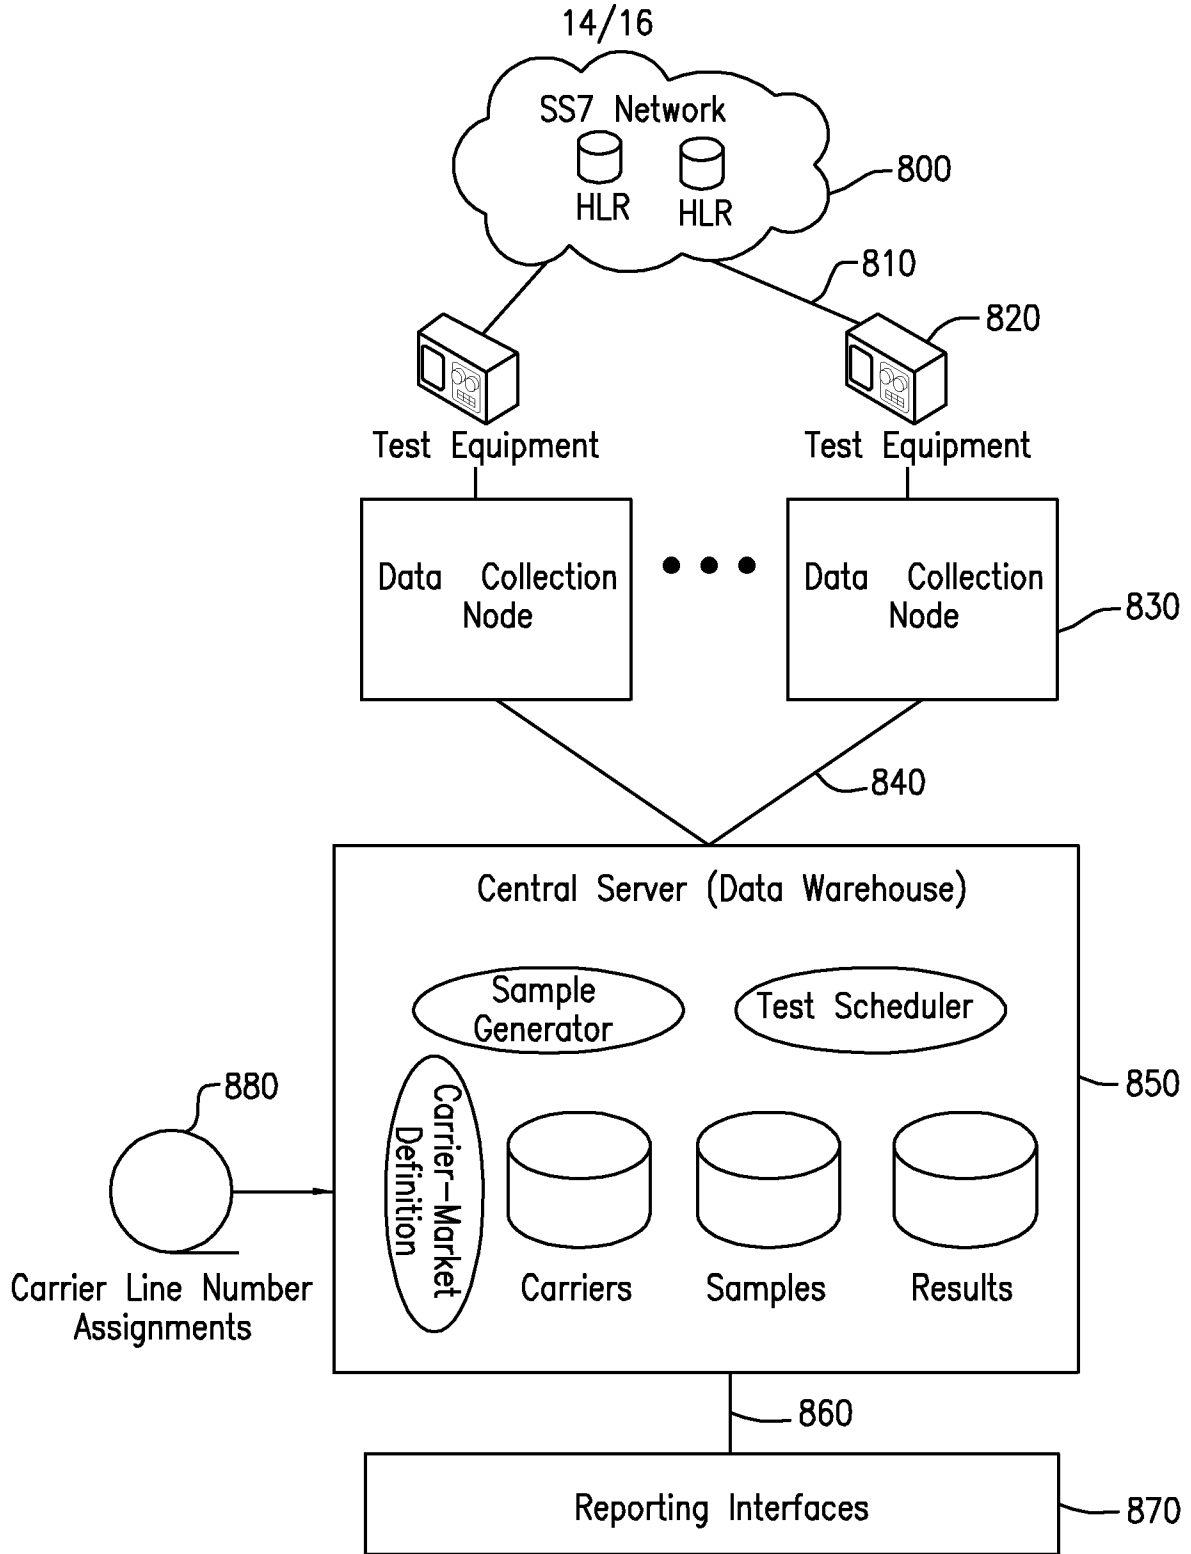 14/16
SS7 Network
HLR
HLR
800
810
820
Test Equipment
Test Equipment
Data Collection
Node
Data Collection
Node
830
840
Central Server (Data Warehouse)
Sample
Generator
Test Scheduler
850
880
Carrier-Market
Definition
Carriers
Samples
Results
Carrier Line Number
Assignments
860
Reporting Interfaces
870